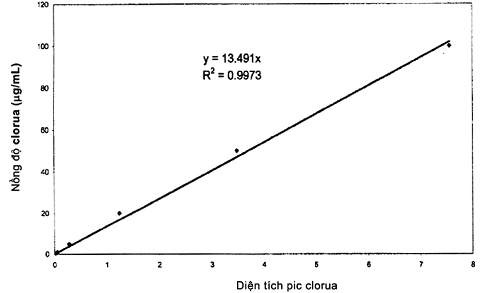 120
100
80
60
40
20
0
Nồng độ clorua (µg/mL)
y = 13.491x
R² = 0.9973
0 1 2 3 4 5 6 7 8
Diện tích pic clorua